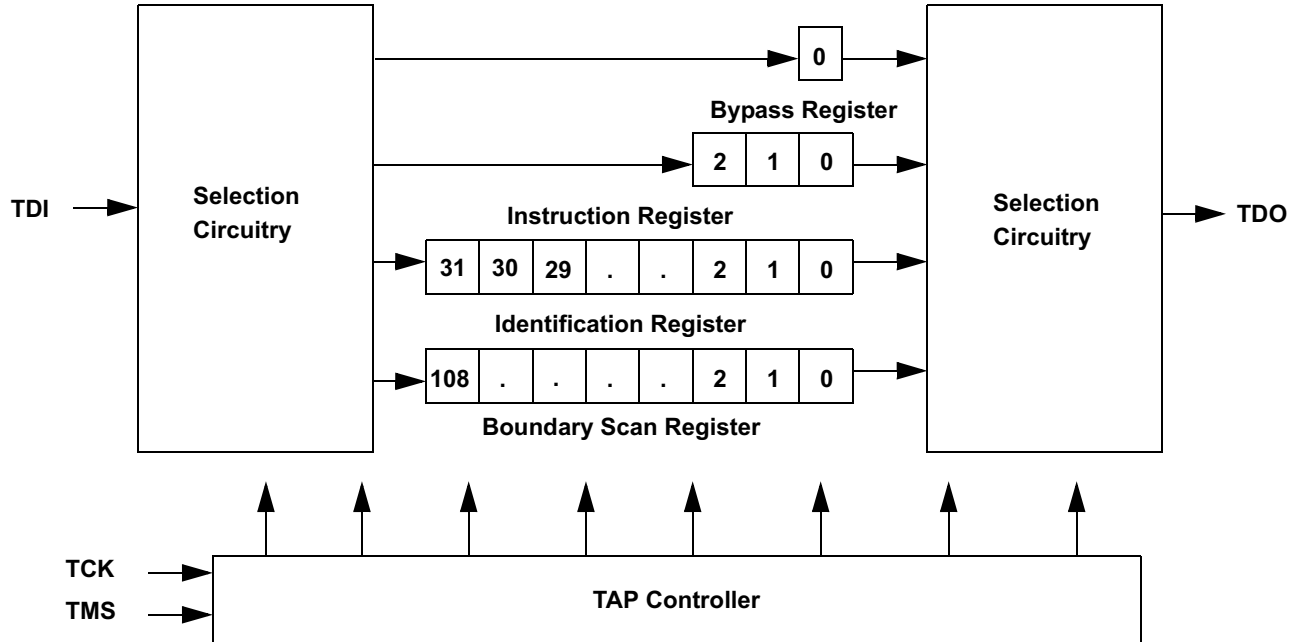 0
Bypass Register
2 1 0
TDI
Selection
Circuitry
Instruction Register
31 30 29 . . 2 1 0
Identification Register
108 . . . . 2 1 0
Boundary Scan Register
Selection
Circuitry
TDO
TCK
TMS
TAP Controller